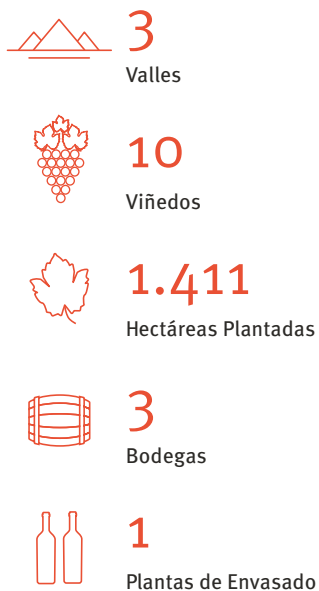 3
Valles
10
Viñedos
1.411
Hectáreas Plantadas
3
Bodegas
1
Plantas de Envasado